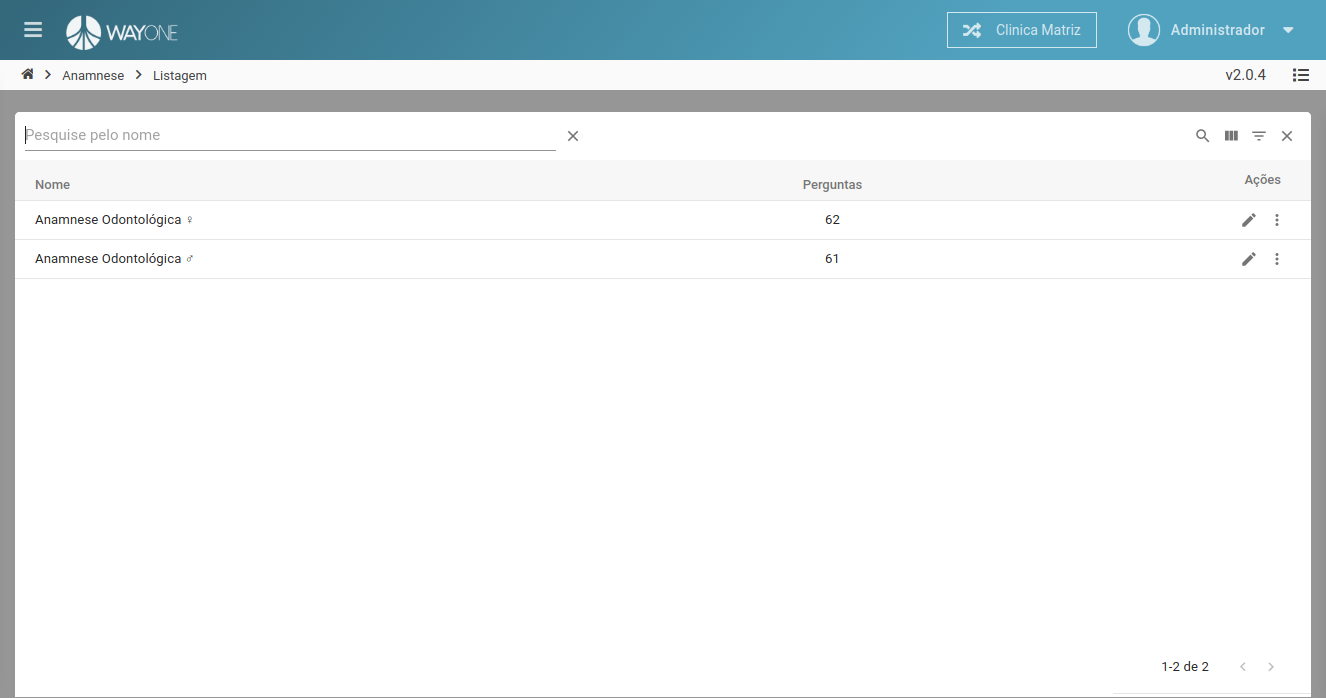 WAYONE
Clinica Matriz
Administrador
Anamnese
Listagem
v2.0.4
Pesquise pelo nome
Nome
Perguntas
Ações
Anamnese Odontológica ♀
62
Anamnese Odontológica ♂
61
1-2 de 2